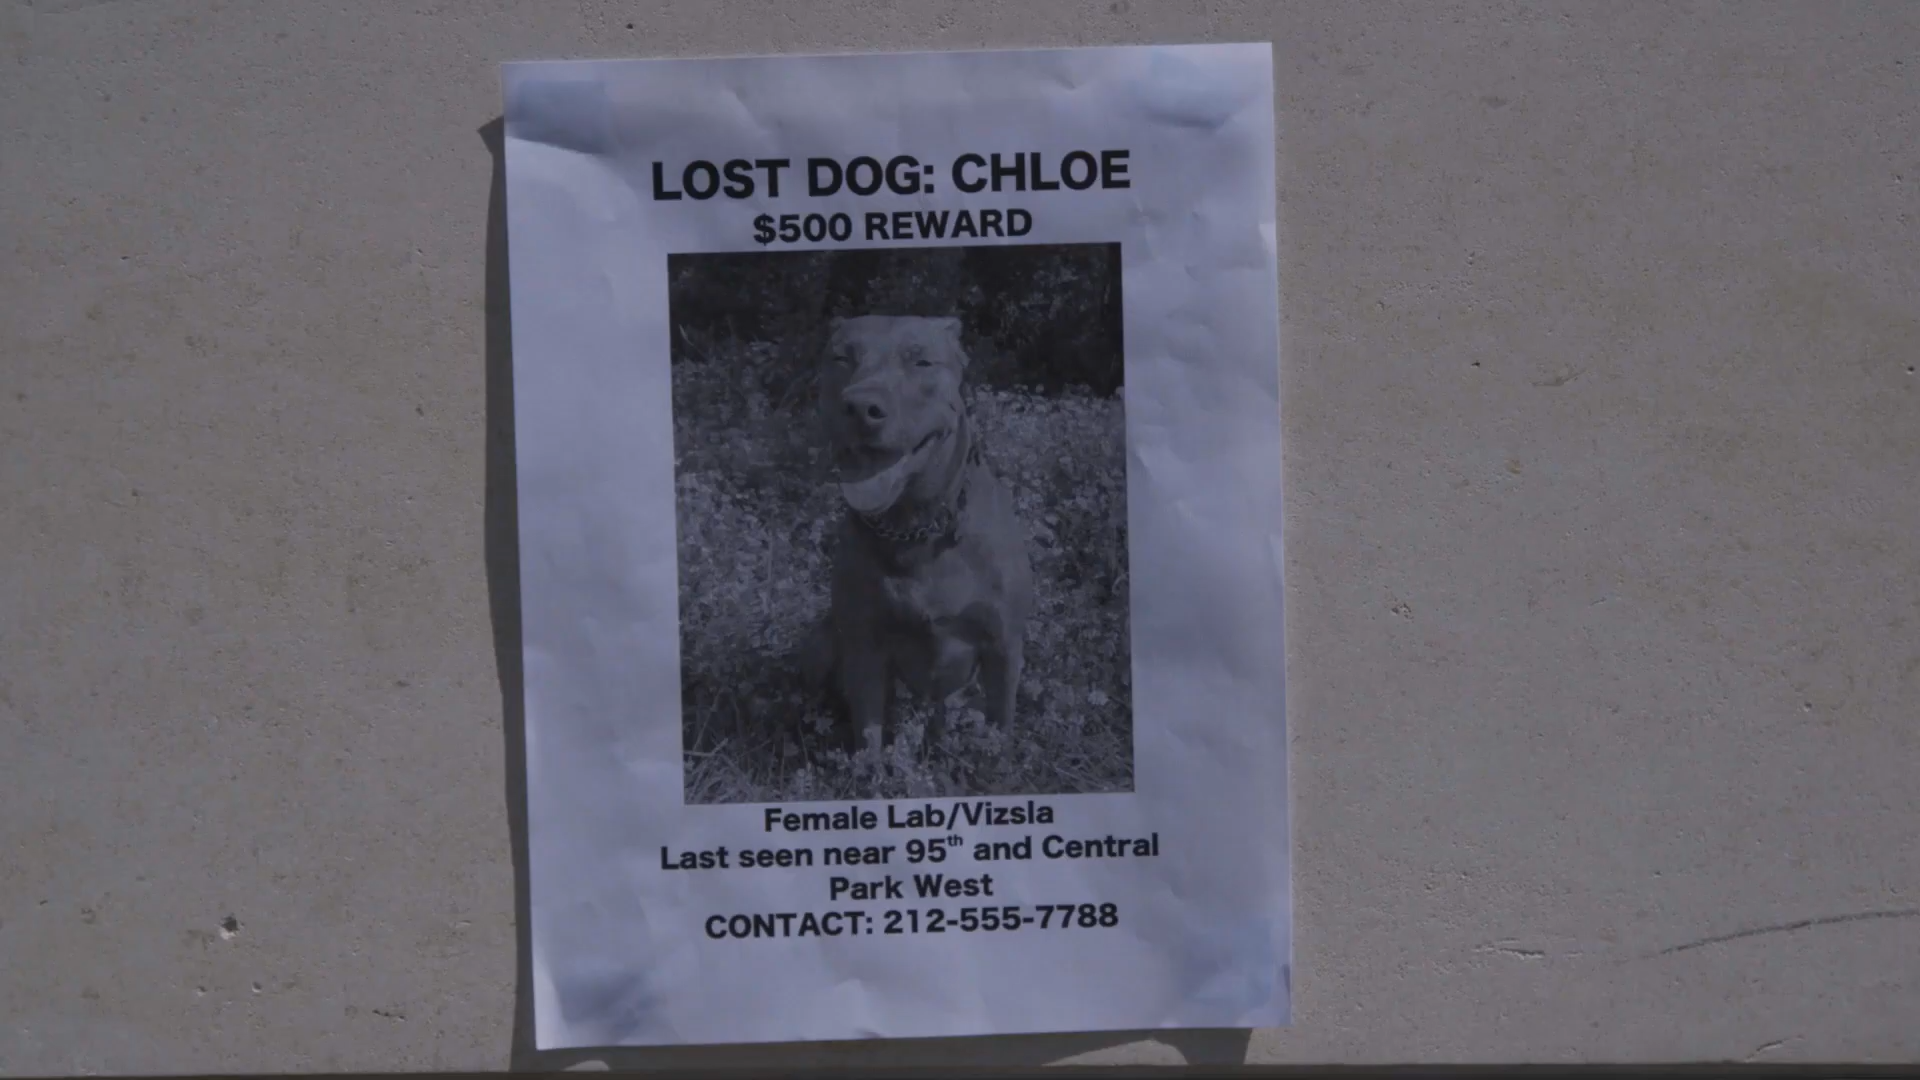 LOST DOG: CHLOE
$500 REWARD
Female Lab/Vizsla
Last seen near 95th and Central
Park West
CONTACT: 212-555-7788